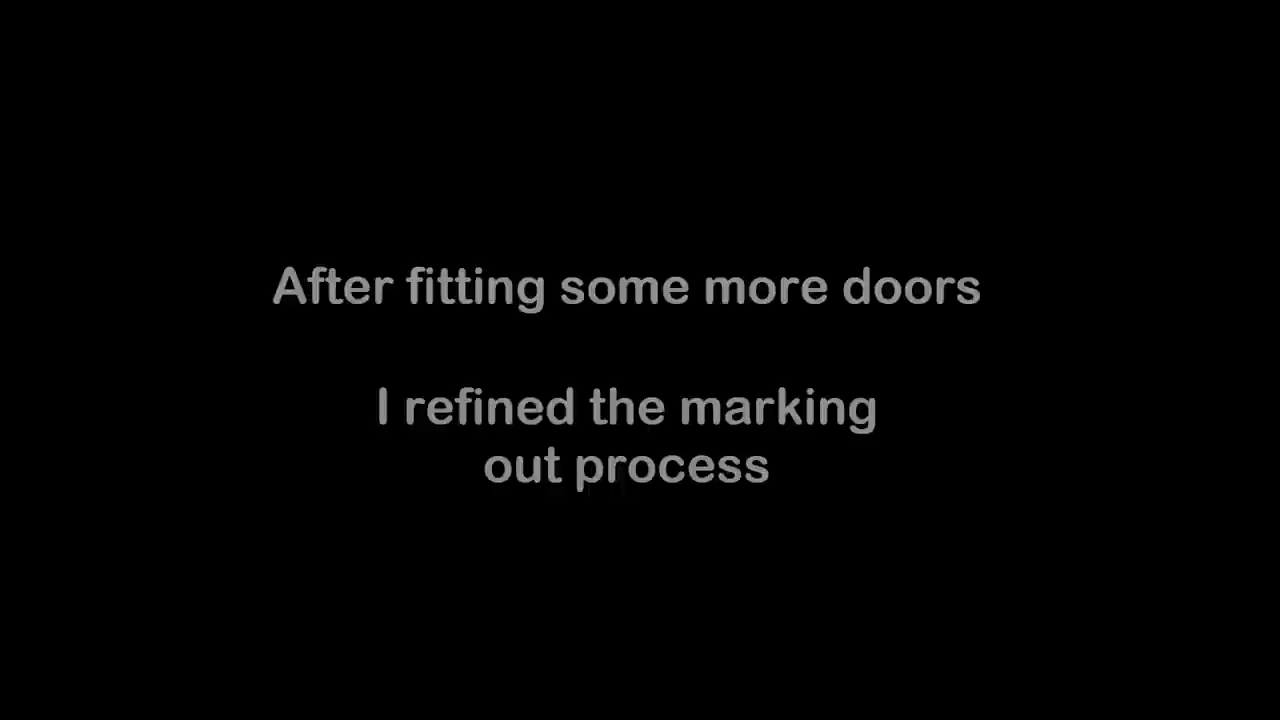 After fitting some more doors
I refined the marking
out process